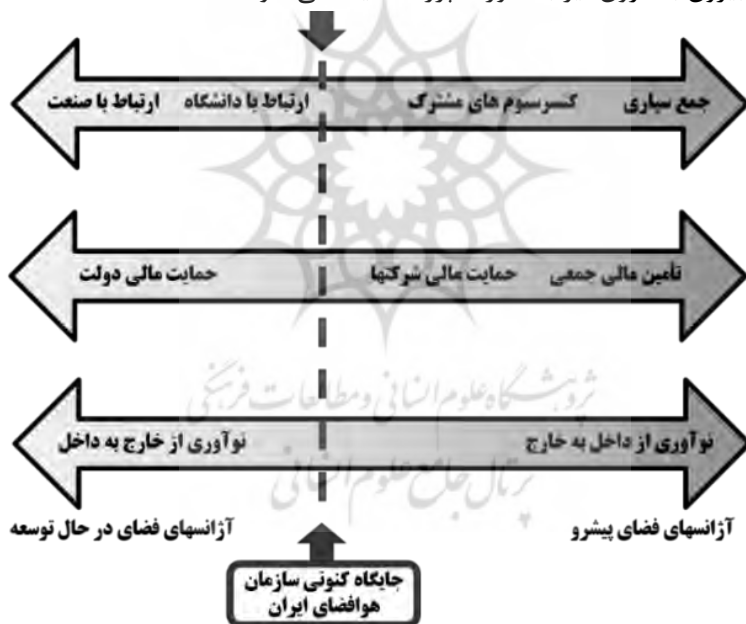 جمع سپاری کنسرسیوم های مشترک ارتباط با دانشگاه ارتباط با صنعت
تأمین مالی جمعی حمایت مالی شرکتها حمایت مالی دولت
پژوهشگاه علوم انسانی و مطالعات فرهنگی
نوآوری از داخل به خارج نوآوری از خارج به داخل
پرتال جامع علوم انسانی
آژانسهای فضای پیشرو آژانسهای فضای در حال توسعه
جایگاه کنونی سازمان
هوافضای ایران